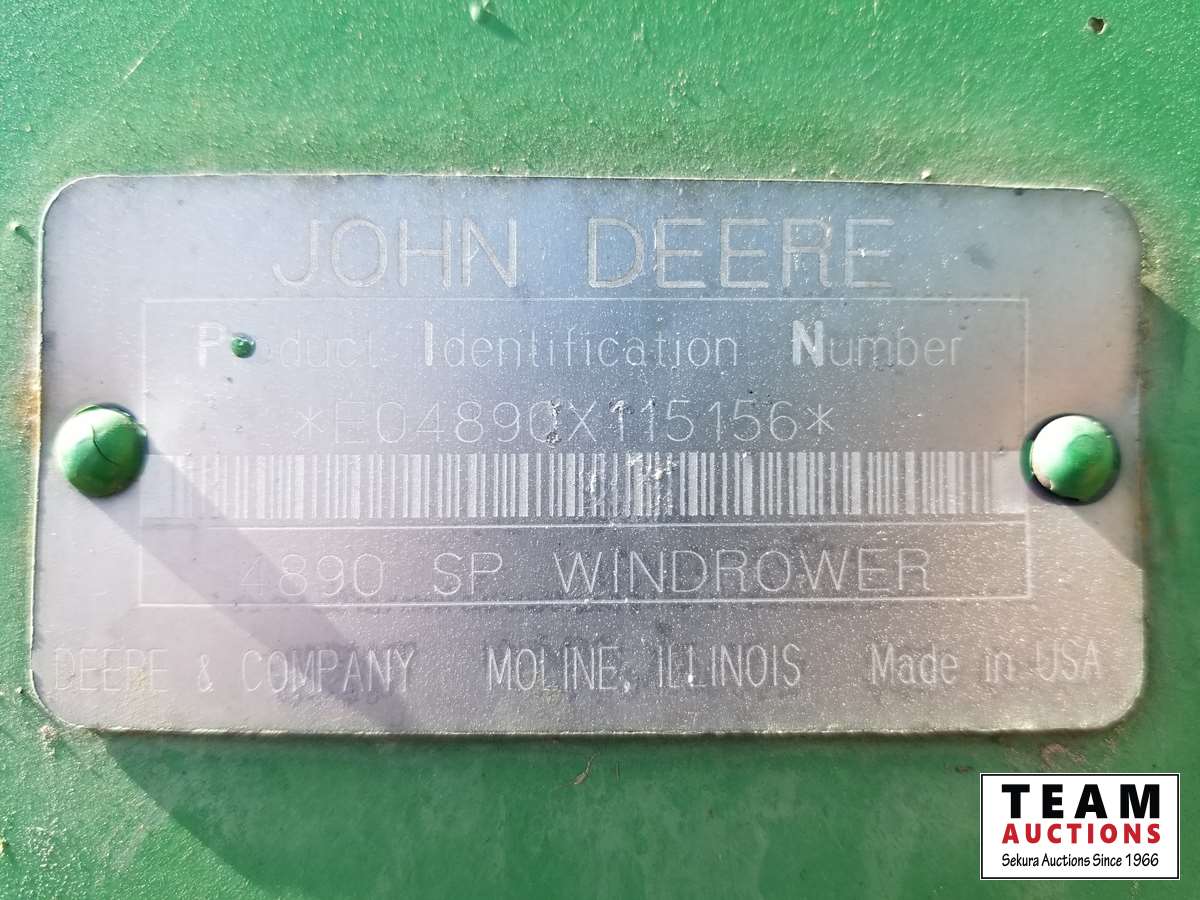 JOHN DEERE
Product Identification Number
*E04890X115156*
4890 SP WINDROWER
DEERE & COMPANY MOLINE, ILLINOIS Made in USA
TEAM
AUCTIONS
Sekura Auctions Since 1966